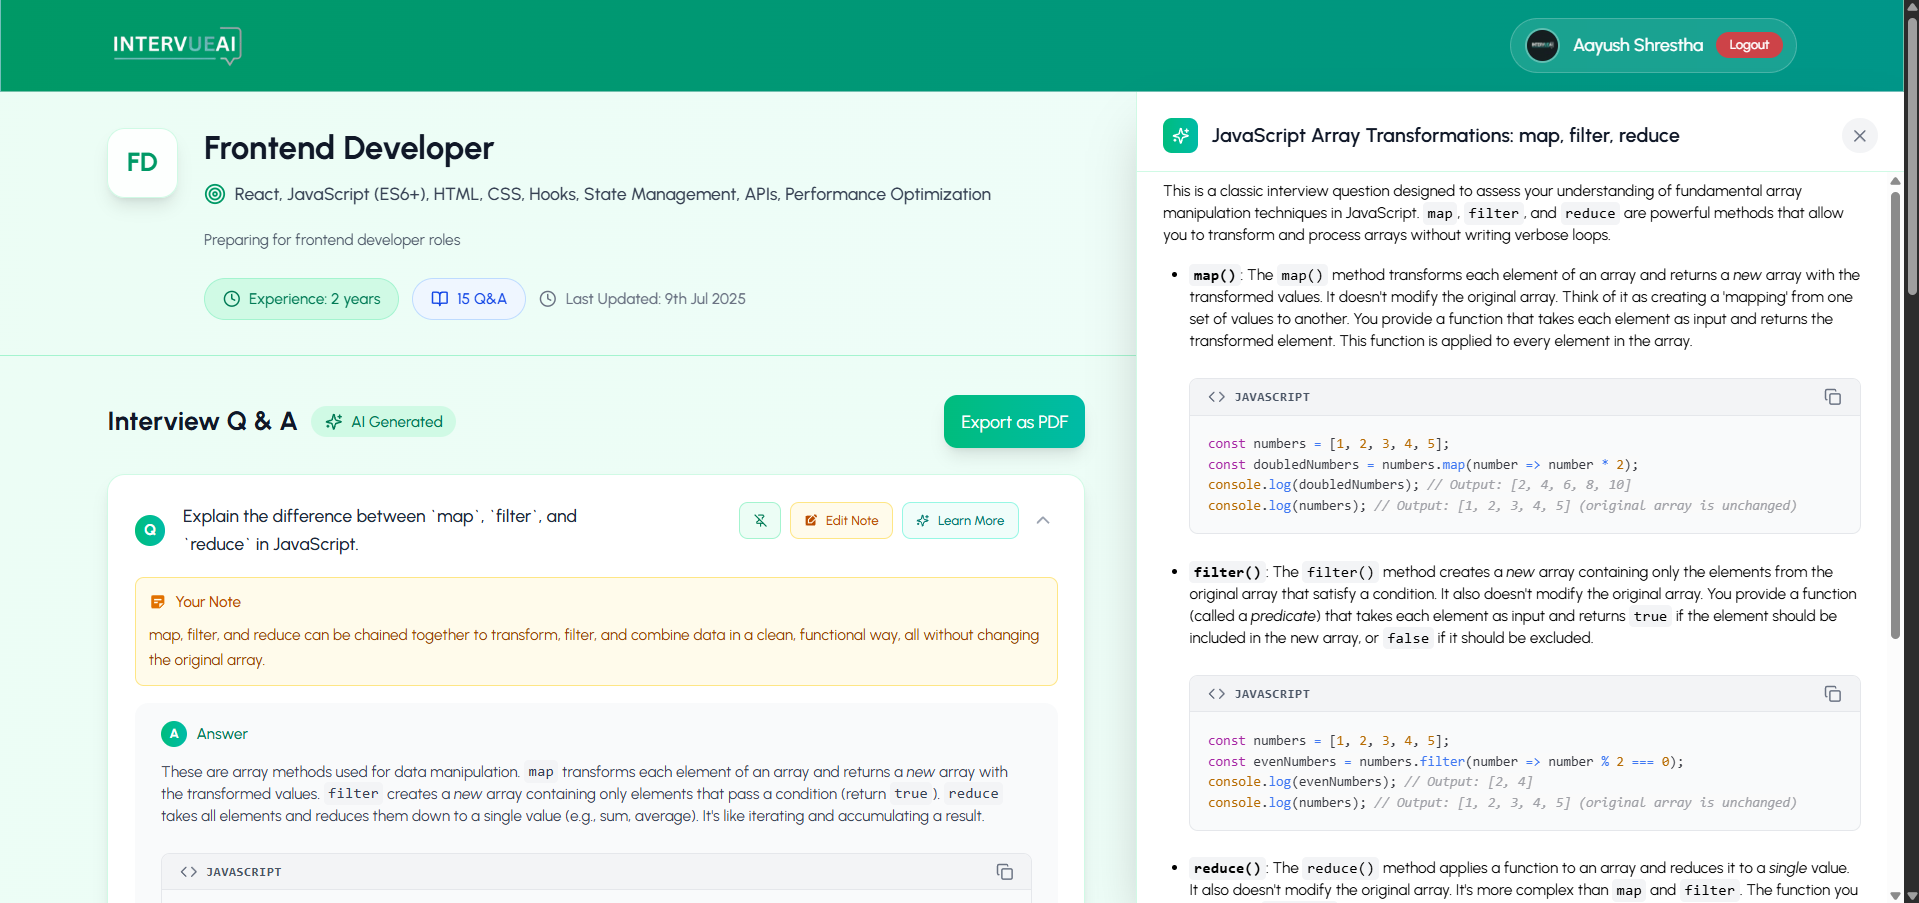 INTERVUEAI
Aayush Shrestha
Logout
FD
Frontend Developer
React, JavaScript (ES6+), HTML, CSS, Hooks, State Management, APIs, Performance Optimization
Preparing for frontend developer roles
Experience: 2 years
15 Q&A
Last Updated: 9th Jul 2025
Interview Q & A
AI Generated
Export as PDF
Q
Explain the difference between `map`, `filter`, and
`reduce` in JavaScript.
Edit Note
Learn More
Your Note
map, filter, and reduce can be chained together to transform, filter, and combine data in a clean, functional way, all without changing
the original array.
A
Answer
These are array methods used for data manipulation. map transforms each element of an array and returns a new array with
the transformed values. filter creates a new array containing only elements that pass a condition (return true ). reduce
takes all elements and reduces them down to a single value (e.g., sum, average). It's like iterating and accumulating a result.
<> JAVASCRIPT
JavaScript Array Transformations: map, filter, reduce
This is a classic interview question designed to assess your understanding of fundamental array
manipulation techniques in JavaScript. map , filter , and reduce are powerful methods that allow
you to transform and process arrays without writing verbose loops.
• map() : The map() method transforms each element of an array and returns a new array with the
transformed values. It doesn't modify the original array. Think of it as creating a 'mapping' from one
set of values to another. You provide a function that takes each element as input and returns the
transformed element. This function is applied to every element in the array.
<> JAVASCRIPT
const numbers = [1, 2, 3, 4, 5];
const doubledNumbers = numbers.map(number => number * 2);
console.log(doubledNumbers); // Output: [2, 4, 6, 8, 10]
console.log(numbers); // Output: [1, 2, 3, 4, 5] (original array is unchanged)
• filter() : The filter() method creates a new array containing only the elements from the
original array that satisfy a condition. It also doesn't modify the original array. You provide a function
(called a predicate) that takes each element as input and returns true if the element should be
included in the new array, or false if it should be excluded.
<> JAVASCRIPT
const numbers = [1, 2, 3, 4, 5];
const evenNumbers = numbers.filter(number => number % 2 === 0);
console.log(evenNumbers); // Output: [2, 4]
console.log(numbers); // Output: [1, 2, 3, 4, 5] (original array is unchanged)
• reduce() : The reduce() method applies a function to an array and reduces it to a single value.
It also doesn't modify the original array. It's more complex than map and filter . The function you